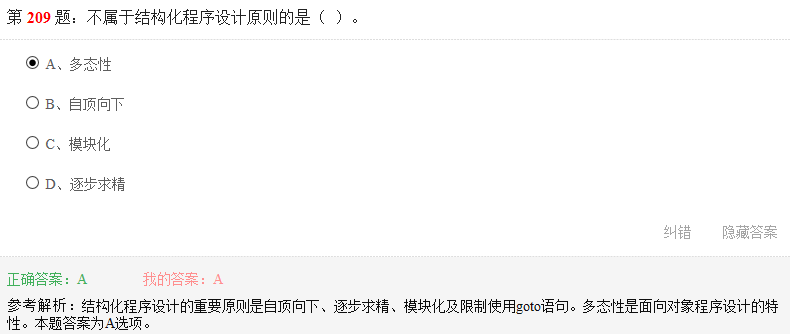 第 209 题：不属于结构化程序设计原则的是（ ）。
A、多态性
B、自顶向下
C、模块化
D、逐步求精
纠错 隐藏答案
正确答案：A 我的答案：A
参考解析：结构化程序设计的重要原则是自顶向下、逐步求精、模块化及限制使用goto语句。多态性是面向对象程序设计的特
性。本题答案为A选项。